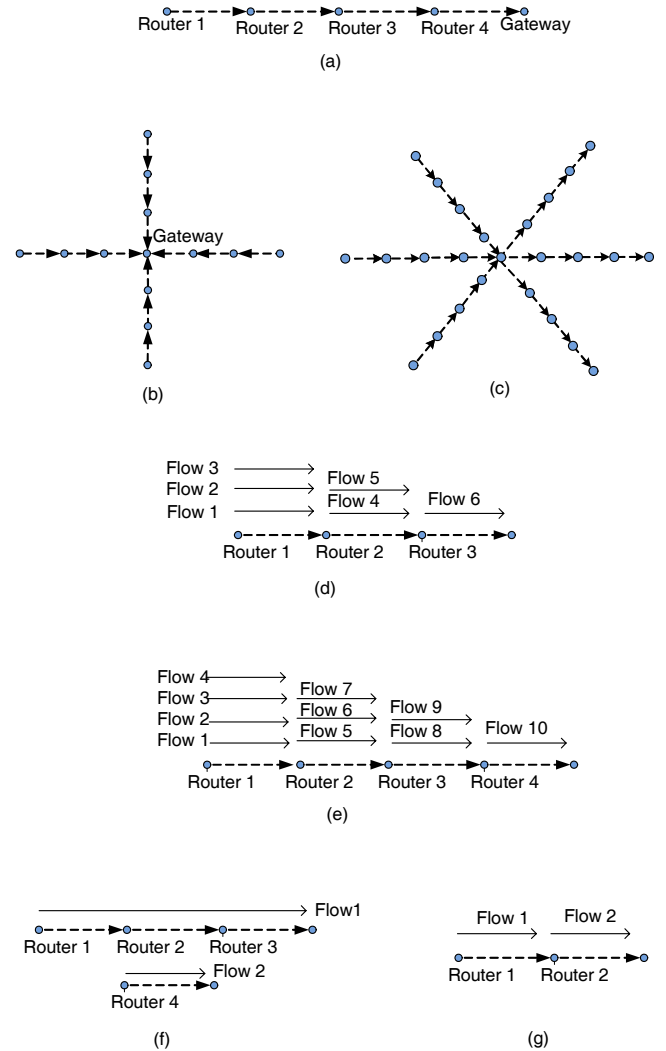 Router 1 Router 2 Router 3 Router 4 Gateway
(a)
Gateway
(b)
(c)
Flow 3
Flow 2
Flow 1
Flow 5
Flow 4
Flow 6
Router 1 Router 2 Router 3
(d)
Flow 4
Flow 3
Flow 2
Flow 1
Flow 7
Flow 6
Flow 5
Flow 9
Flow 8
Flow 10
Router 1 Router 2 Router 3 Router 4
(e)
Flow1
Router 1 Router 2 Router 3
Flow 2
Router 4
(f)
Flow 1 Flow 2
Router 1 Router 2
(g)